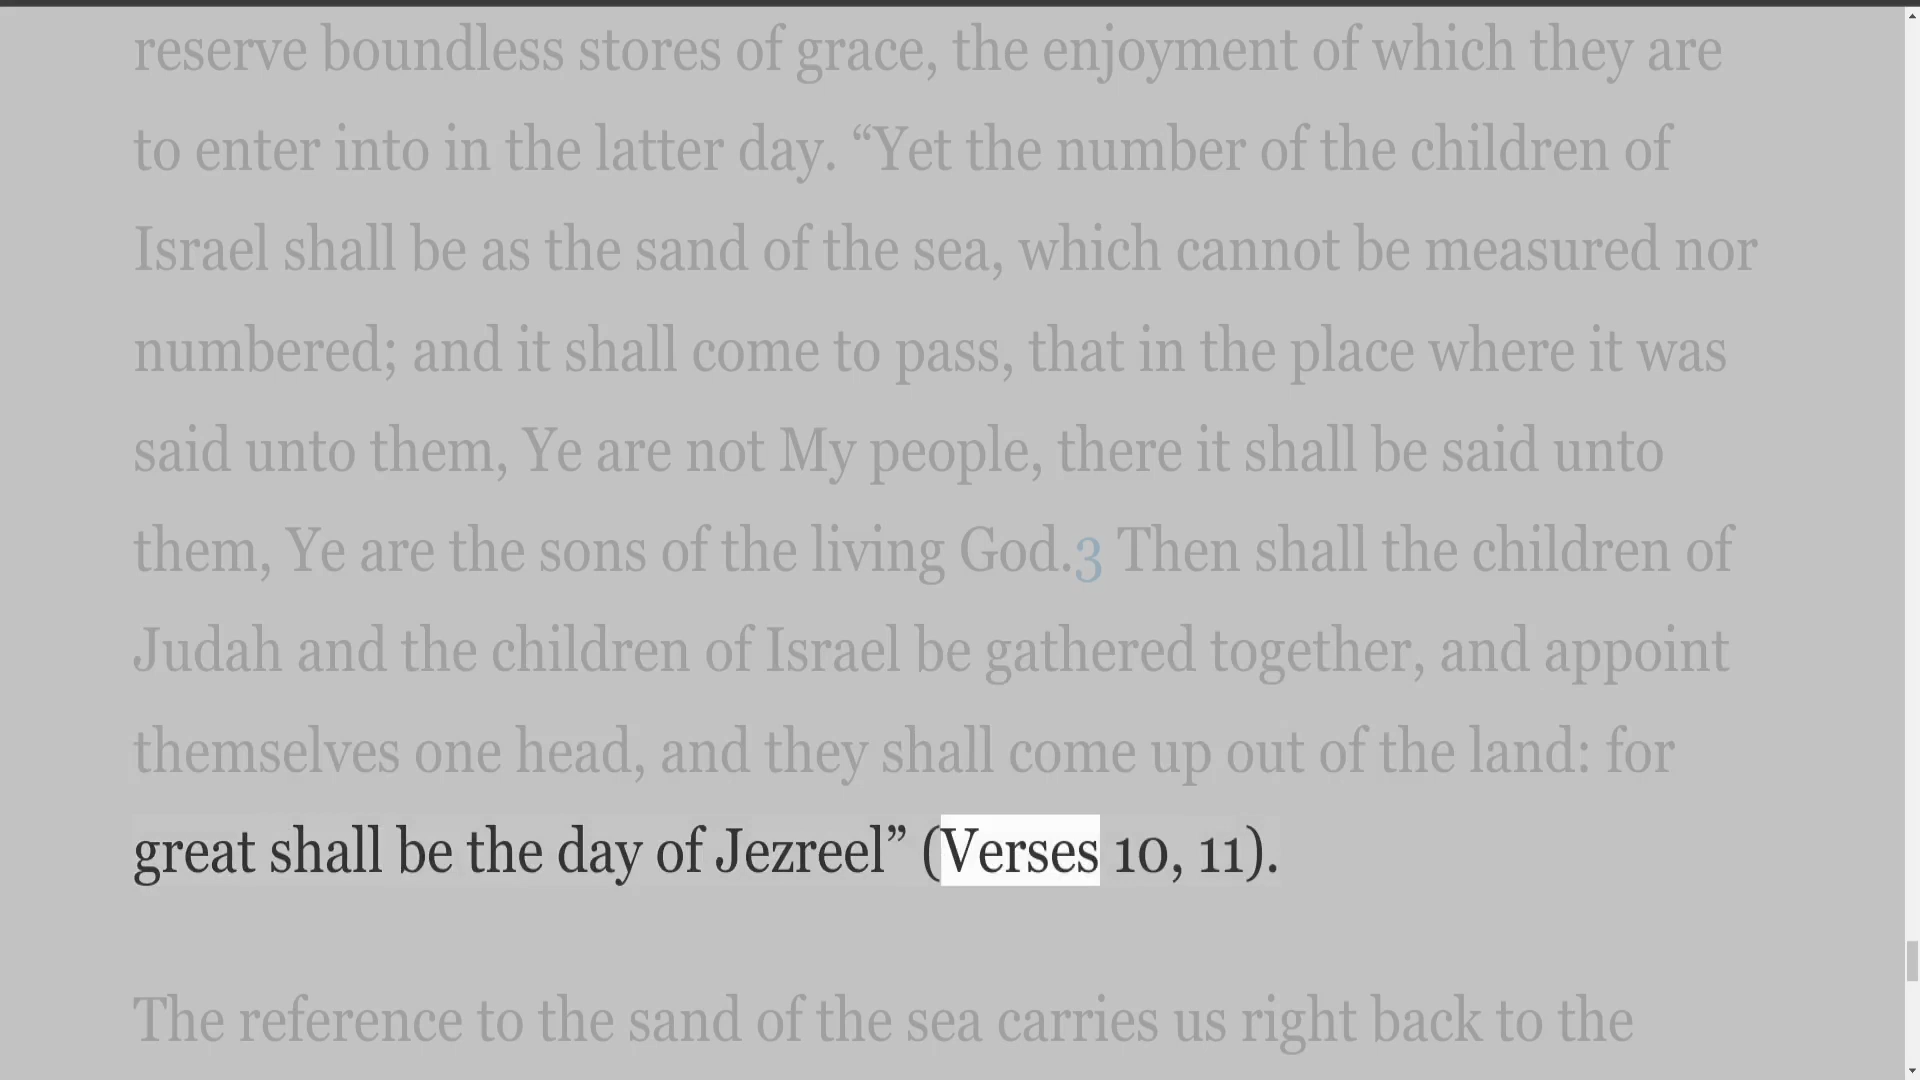 reserve boundless stores of grace, the enjoyment of which they are
to enter into in the latter day. “Yet the number of the children of
Israel shall be as the sand of the sea, which cannot be measured nor
numbered; and it shall come to pass, that in the place where it was
said unto them, Ye are not My people, there it shall be said unto
them, Ye are the sons of the living God.3 Then shall the children of
Judah and the children of Israel be gathered together, and appoint
themselves one head, and they shall come up out of the land: for
great shall be the day of Jezreel” (Verses 10, 11).
The reference to the sand of the sea carries us right back to the